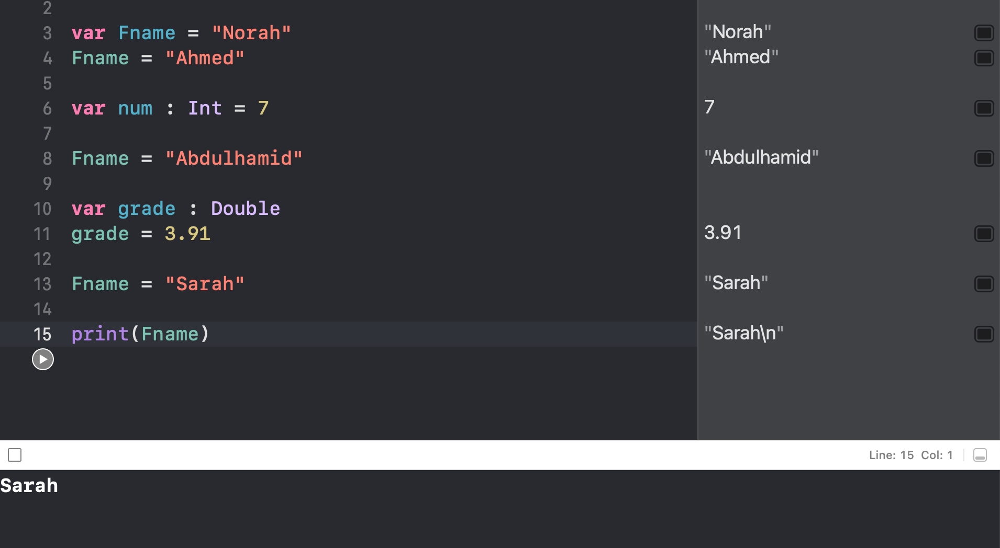 2
3 var Fname = "Norah" "Norah"
4 Fname = "Ahmed" "Ahmed"
5
6 var num : Int = 7 7
7
8 Fname = "Abdulhamid" "Abdulhamid"
9
10 var grade : Double
11 grade = 3.91 3.91
12
13 Fname = "Sarah" "Sarah"
14
15 print(Fname) "Sarah\n"
Line: 15 Col: 1
Sarah